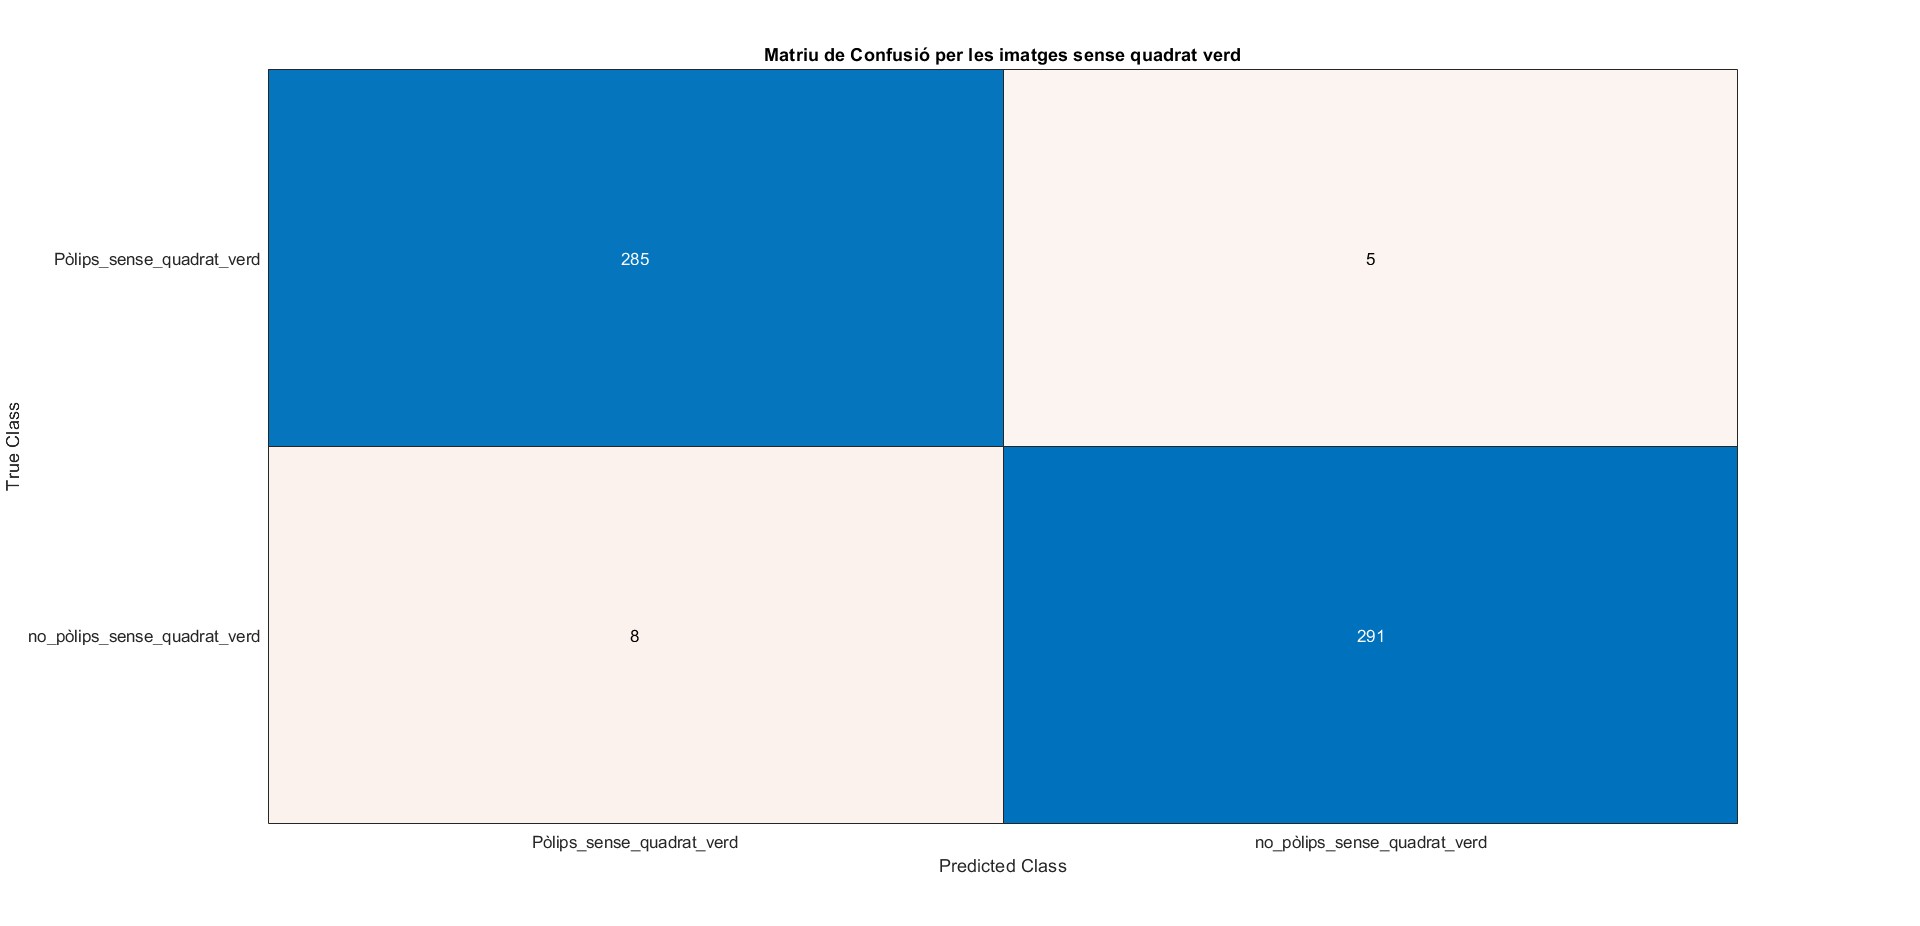 Matriu de Confusió per les imatges sense quadrat verd
True Class
Pòlips_sense_quadrat_verd
285
5
no_pòlips_sense_quadrat_verd
8
291
Pòlips_sense_quadrat_verd
no_pòlips_sense_quadrat_verd
Predicted Class